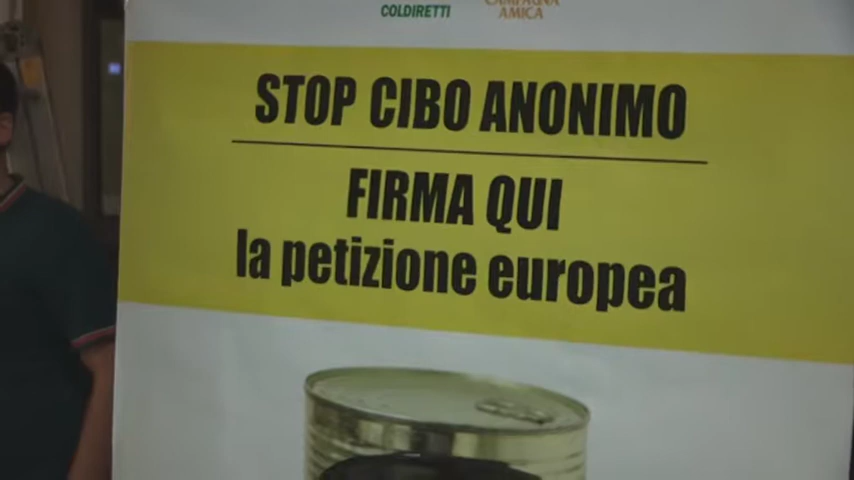 COLDIRETTI
CAMPAGNA
AMICA
STOP CIBO ANONIMO
FIRMA QUI
la petizione europea